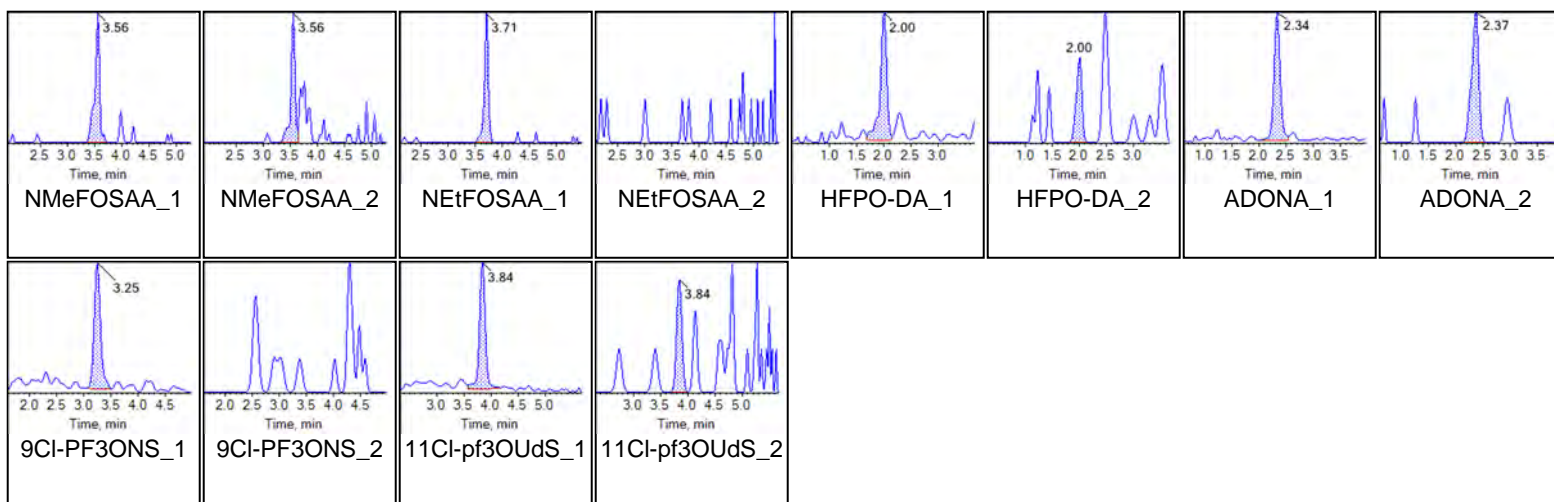 3.56
2.5 3.0 3.5 4.0 4.5 5.0
Time, min
NMeFOSAA_1
3.56
2.5 3.0 3.5 4.0 4.5 5.0
Time, min
NMeFOSAA_2
3.71
2.5 3.0 3.5 4.0 4.5 5.0
Time, min
NEtFOSAA_1
2.5 3.0 3.5 4.0 4.5 5.0
Time, min
NEtFOSAA_2
2.00
1.0 1.5 2.0 2.5 3.0
Time, min
HFPO-DA_1
2.00
1.0 1.5 2.0 2.5 3.0
Time, min
HFPO-DA_2
2.34
1.0 1.5 2.0 2.5 3.0 3.5
Time, min
ADONA_1
2.37
1.0 1.5 2.0 2.5 3.0 3.5
Time, min
ADONA_2
3.25
2.0 2.5 3.0 3.5 4.0 4.5
Time, min
9Cl-PF3ONS_1
2.0 2.5 3.0 3.5 4.0 4.5
Time, min
9Cl-PF3ONS_2
3.84
3.0 3.5 4.0 4.5 5.0
Time, min
11Cl-pf3OUdS_1
3.84
3.0 3.5 4.0 4.5 5.0
Time, min
11Cl-pf3OUdS_2